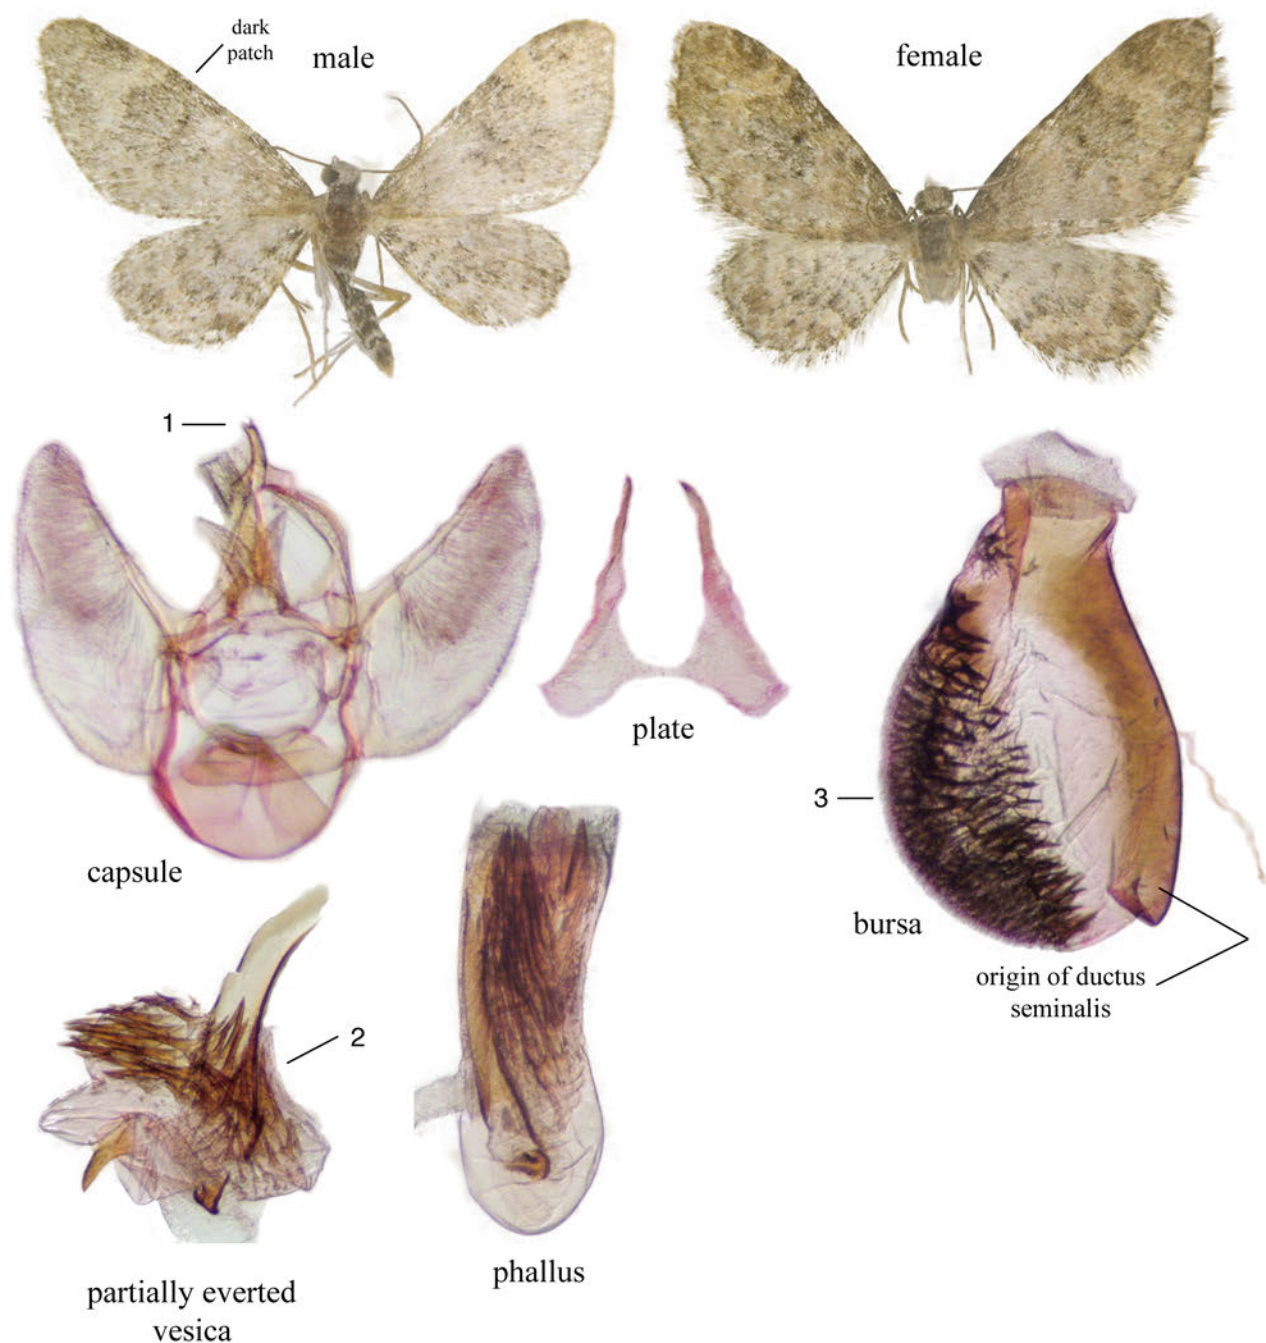 dark
patch
male
female
1
plate
3
capsule
bursa
origin of ductus
seminalis
2
phallus
partially everted
vesica